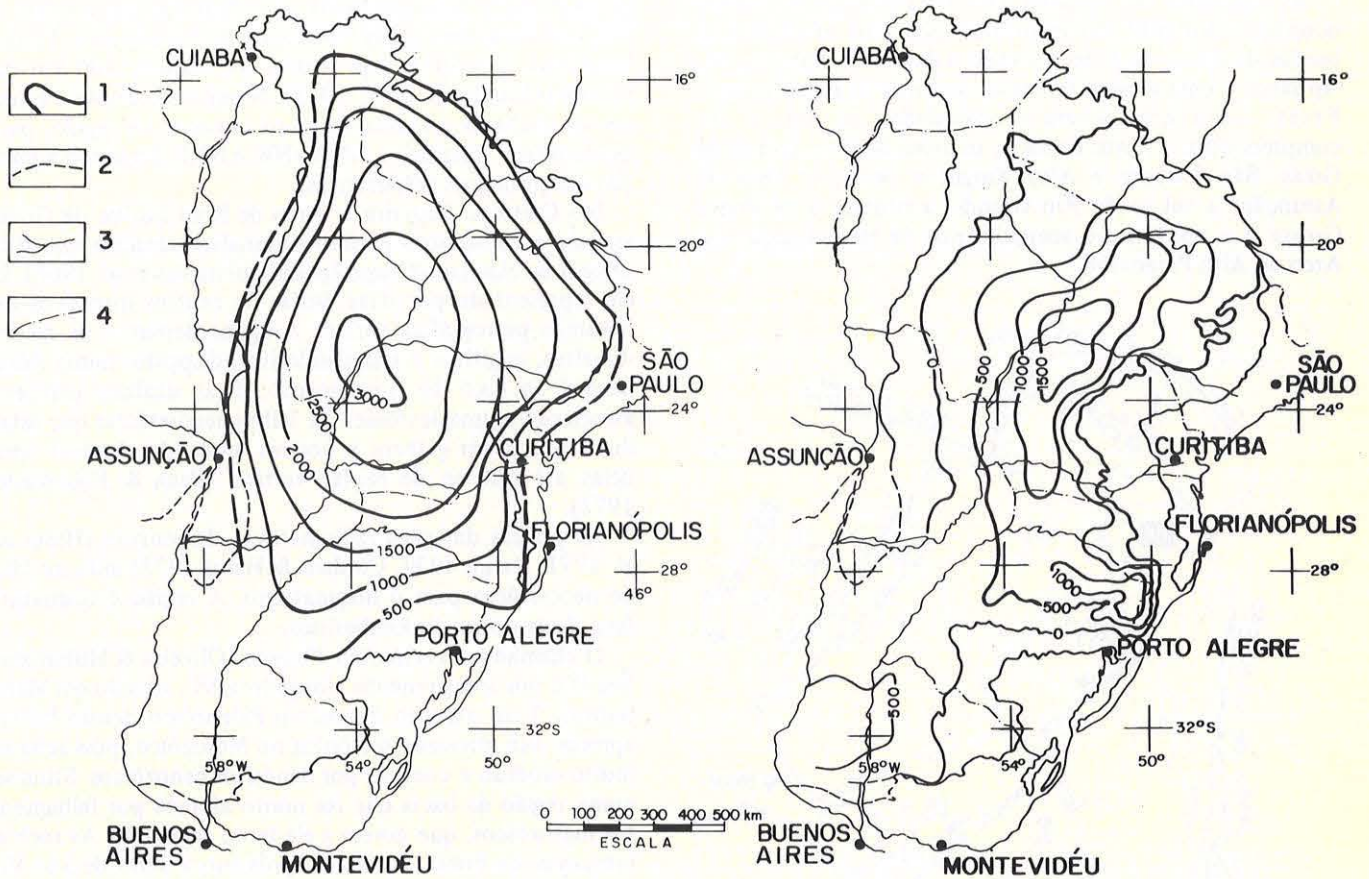 CUIABÁ
16°
1
2
3
4
20°
SÃO
PAULO
24°
3000
2500
2000
ASSUNÇÃO
CURITIBA
FLORIANÓPOLIS
1500
1000
500
28°
46°
PORTO ALEGRE
32°S
58°W
54°
50°
BUENOS
AIRES
MONTEVIDÉU
0 100 200 300 400 500 km
ESCALA
CUIABÁ
16°
20°
0
500
1000
1500
SÃO
PAULO
24°
ASSUNÇÃO
CURITIBA
FLORIANÓPOLIS
28°
1000
500
0
46°
PORTO ALEGRE
500
32°S
58°W
54°
50°
BUENOS
AIRES
MONTEVIDÉU